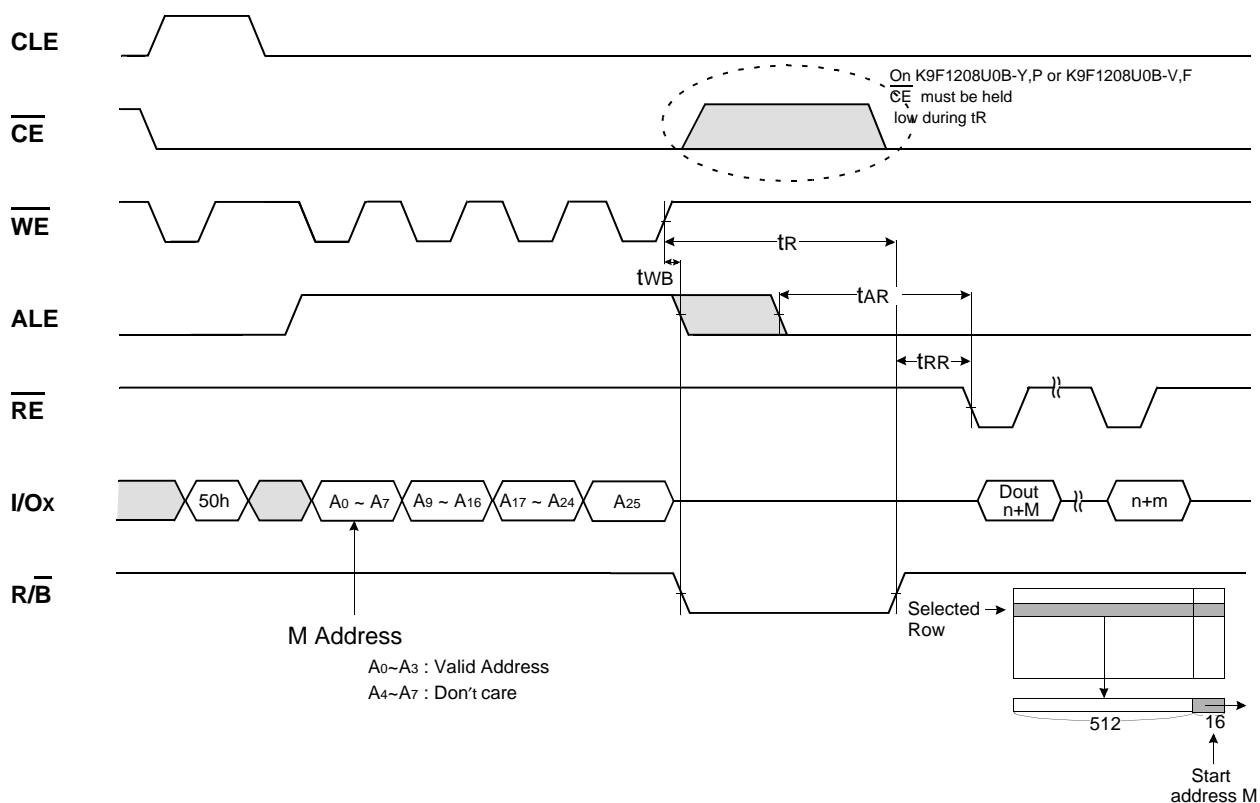 CLE
On K9F1208U0B-Y,P or K9F1208U0B-V,F
CE must be held
low during tR
CE
WE
tR
tWB
ALE
tAR
tRR
RE
I/Ox
50h
A0 ~ A7
A9 ~ A16
A17 ~ A24
A25
Dout
n+M
n+m
R/B
Selected
Row
M Address
A0~A3 : Valid Address
A4~A7 : Don't care
512
16
Start
address M